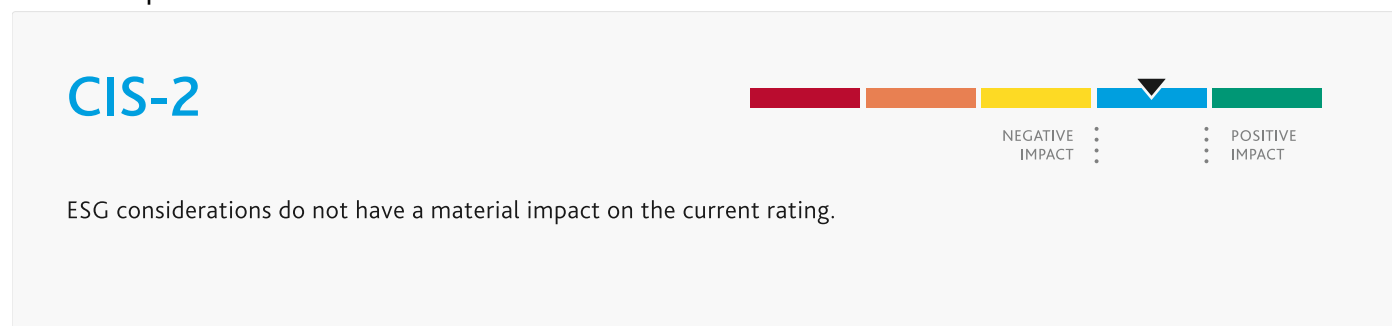 CIS-2
NEGATIVE
IMPACT
POSITIVE
IMPACT
ESG considerations do not have a material impact on the current rating.